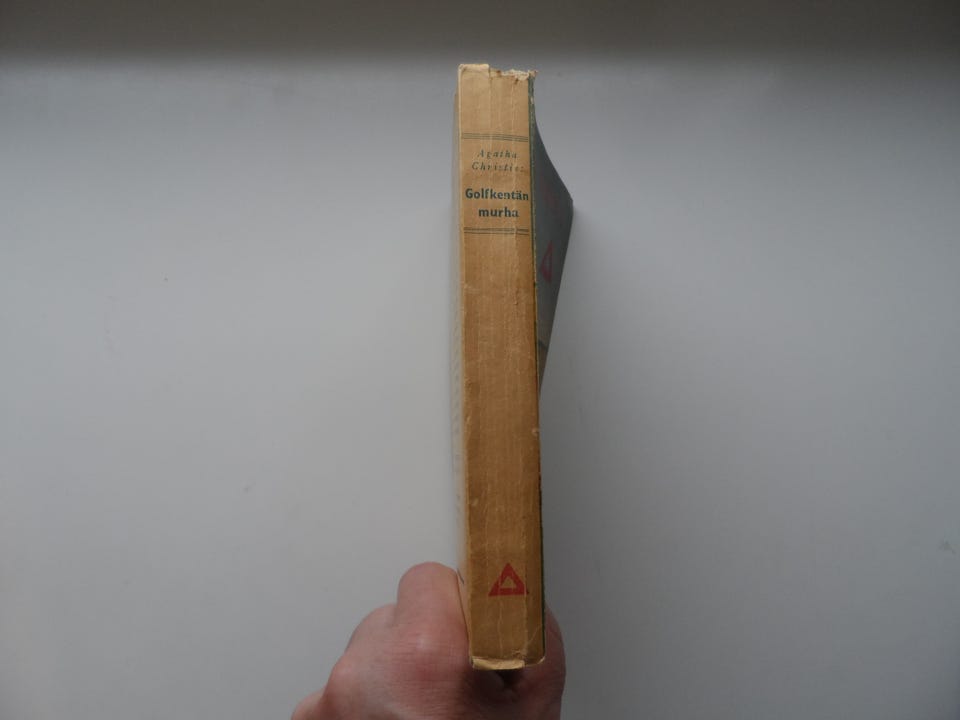 Agatha
Christie:
Golfkentän
murha